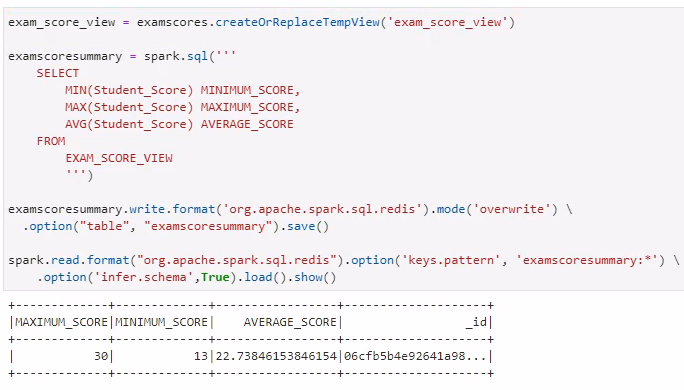 exam_score_view = examscores.createOrReplaceTempView('exam_score_view')
examscoresummary = spark.sql('''
    SELECT
        MIN(Student_Score) MINIMUM_SCORE,
        MAX(Student_Score) MAXIMUM_SCORE,
        AVG(Student_Score) AVERAGE_SCORE
    FROM
        EXAM_SCORE_VIEW
        ''')
examscoresummary.write.format('org.apache.spark.sql.redis').mode('overwrite') \
  .option("table", "examscoresummary").save()
spark.read.format("org.apache.spark.sql.redis").option('keys.pattern', 'examscoresummary:*') \
    .option('infer.schema',True).load().show()
+-------------+-------------+-----------------+--------------------+
|MAXIMUM_SCORE|MINIMUM_SCORE|    AVERAGE_SCORE|                 _id|
+-------------+-------------+-----------------+--------------------+
|           30|           13|22.73846153846154|06cfb5b4e92641a98...|
+-------------+-------------+-----------------+--------------------+